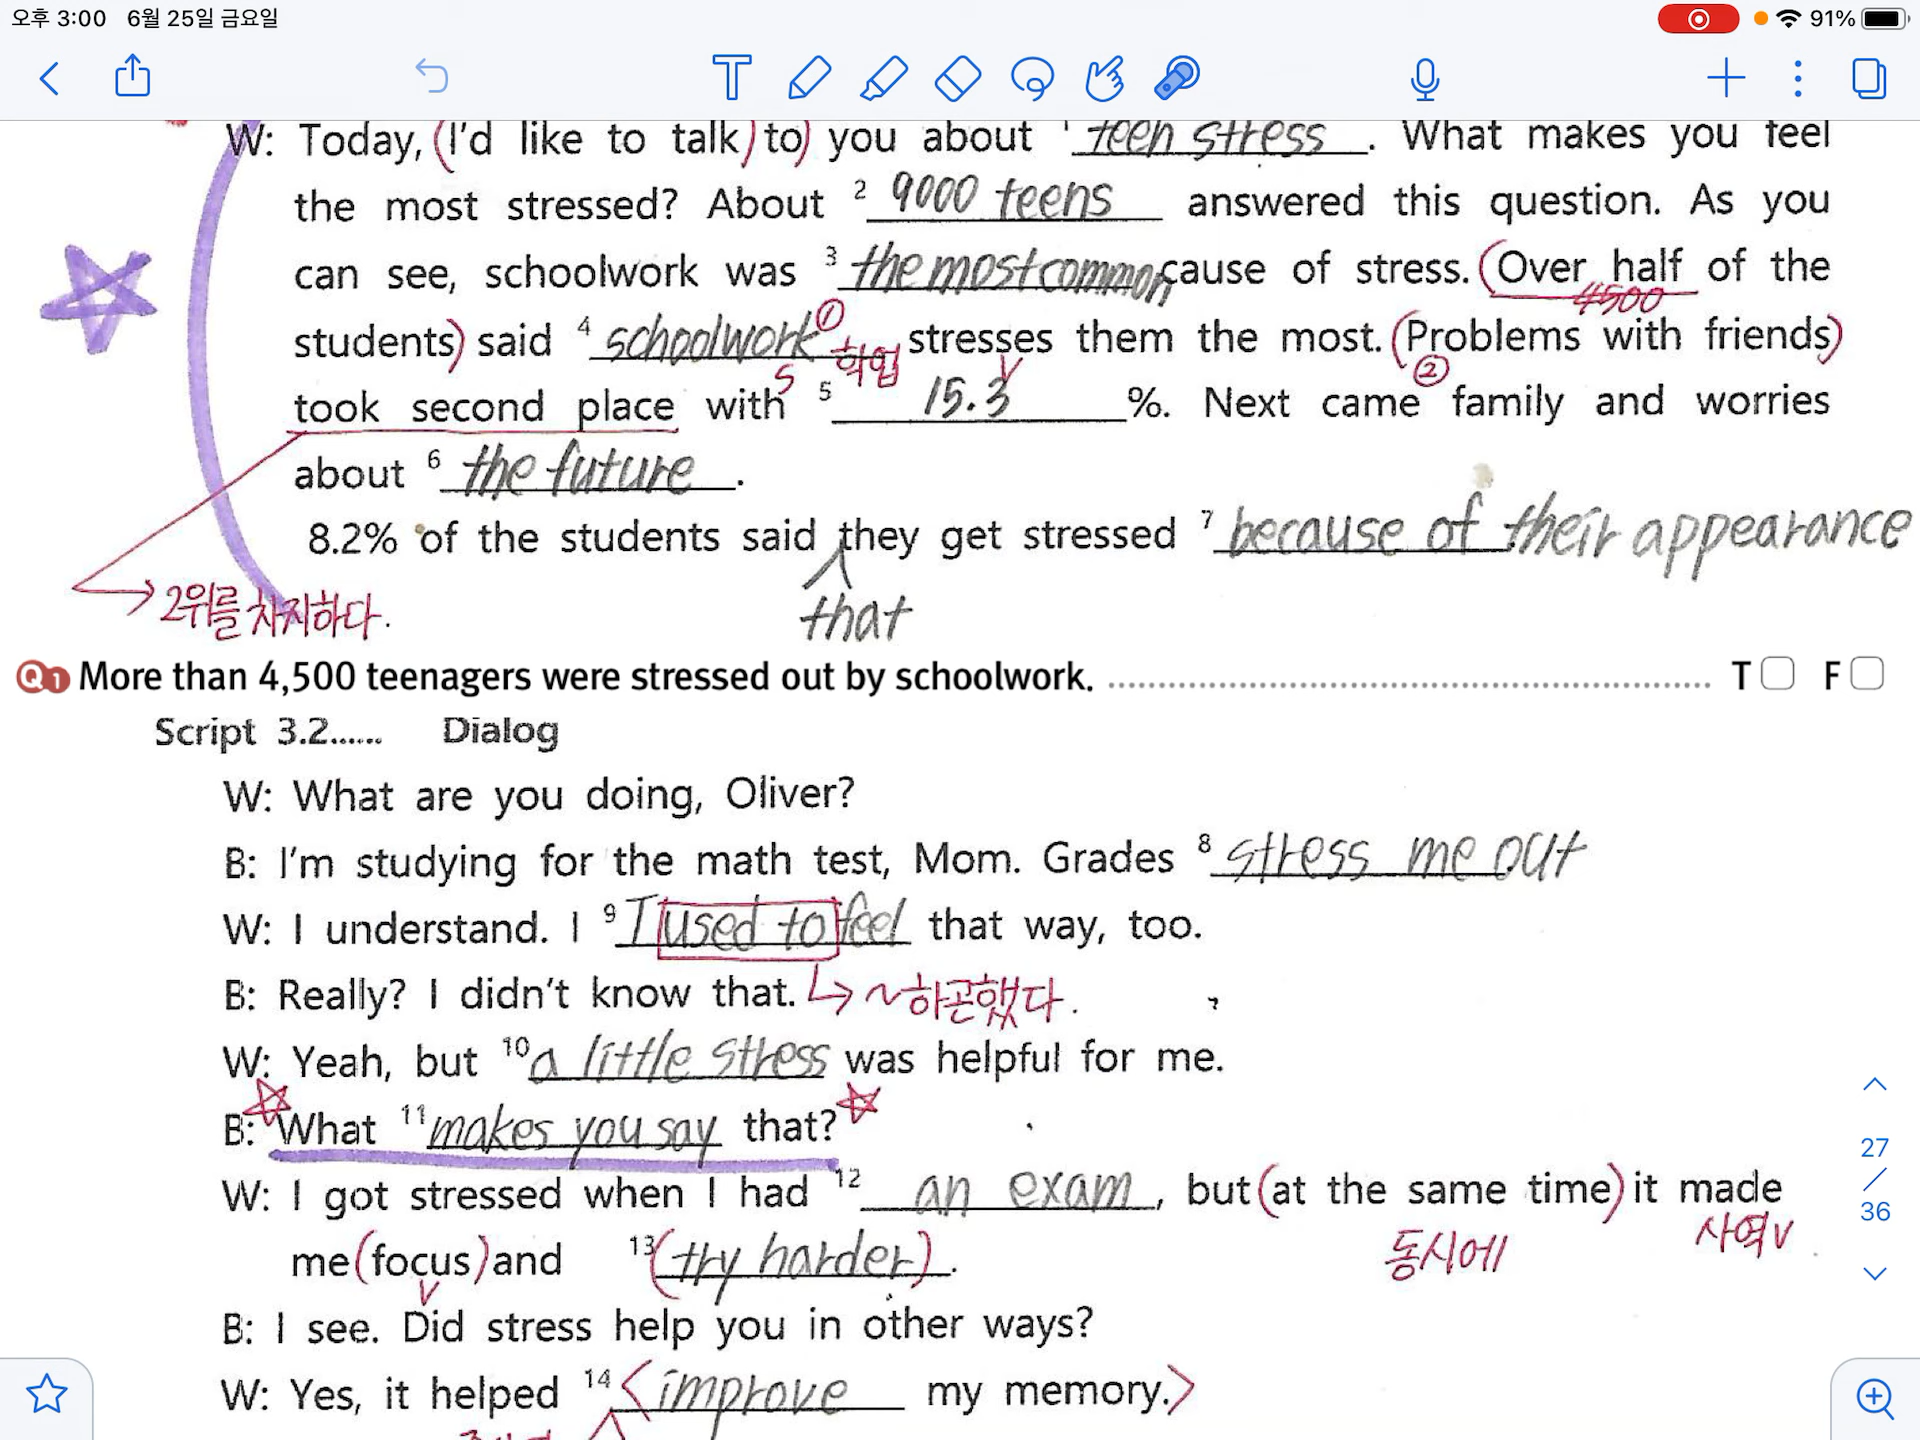 오후 3:00 6월 25일 금요일 91%
W: Today, (I'd like to talk) to) you about 1 teen stress. What makes you feel
the most stressed? About 2 9000 teens answered this question. As you
can see, schoolwork was 3 the most common cause of stress. (Over half of the
4500
students) said 4 schoolwork ① stresses them the most. (Problems with friends)
학업
S V ②
took second place with 5 15.3 %. Next came family and worries
about 6 the future.
8.2% of the students said they get stressed 7 because of their appearance
that
→ 2위를 차지하다.
Q1 More than 4,500 teenagers were stressed out by schoolwork. T F
Script 3.2...... Dialog
W: What are you doing, Oliver?
B: I'm studying for the math test, Mom. Grades 8 stress me out
W: I understand. I 9 I used to feel that way, too.
B: Really? I didn't know that. → ~하곤했다.
W: Yeah, but 10 a little stress was helpful for me.
B: What 11 makes you say that?
W: I got stressed when I had 12 an exam, but (at the same time) it made
동시에 사역v
me (focus) and 13 (try harder).
V
B: I see. Did stress help you in other ways?
W: Yes, it helped 14 <improve my memory.>
27
/
36